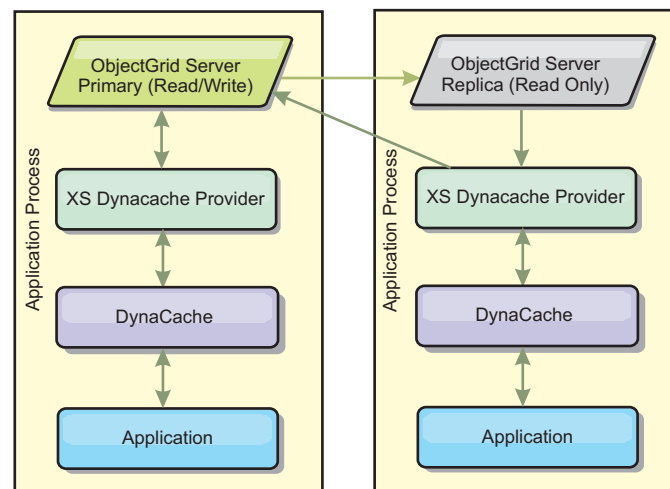 ObjectGrid Server
Primary (Read/Write)
Application Process
XS Dynacache Provider
DynaCache
Application
ObjectGrid Server
Replica (Read Only)
Application Process
XS Dynacache Provider
DynaCache
Application